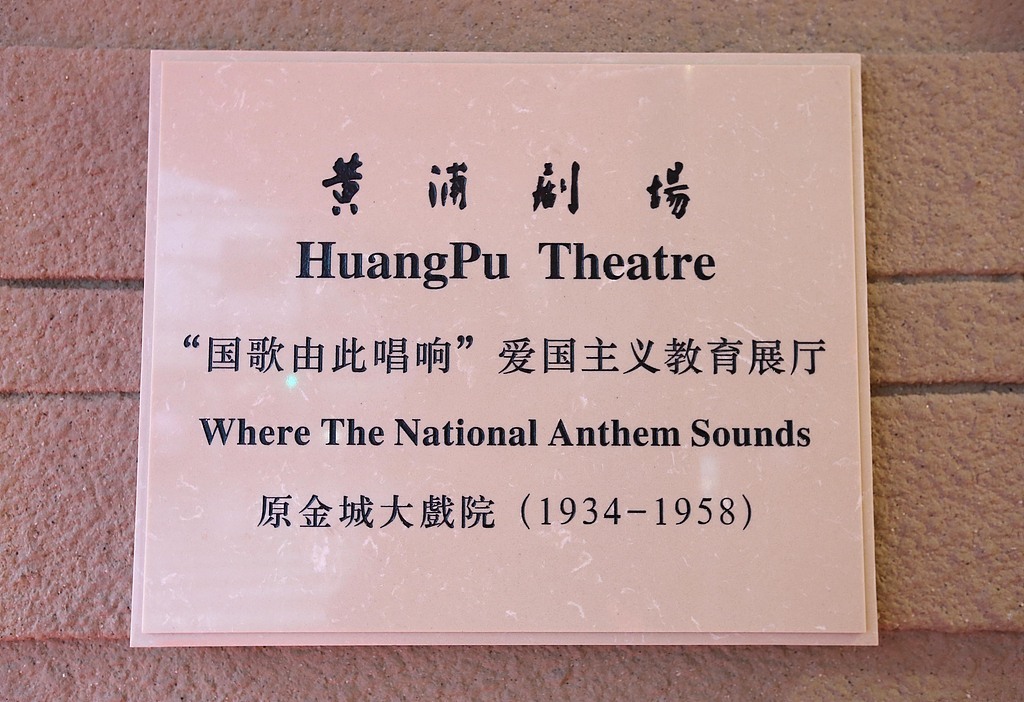 黄浦剧場
HuangPu Theatre
“国歌由此唱响”爱国主义教育展厅
Where The National Anthem Sounds
原金城大戲院（1934-1958）